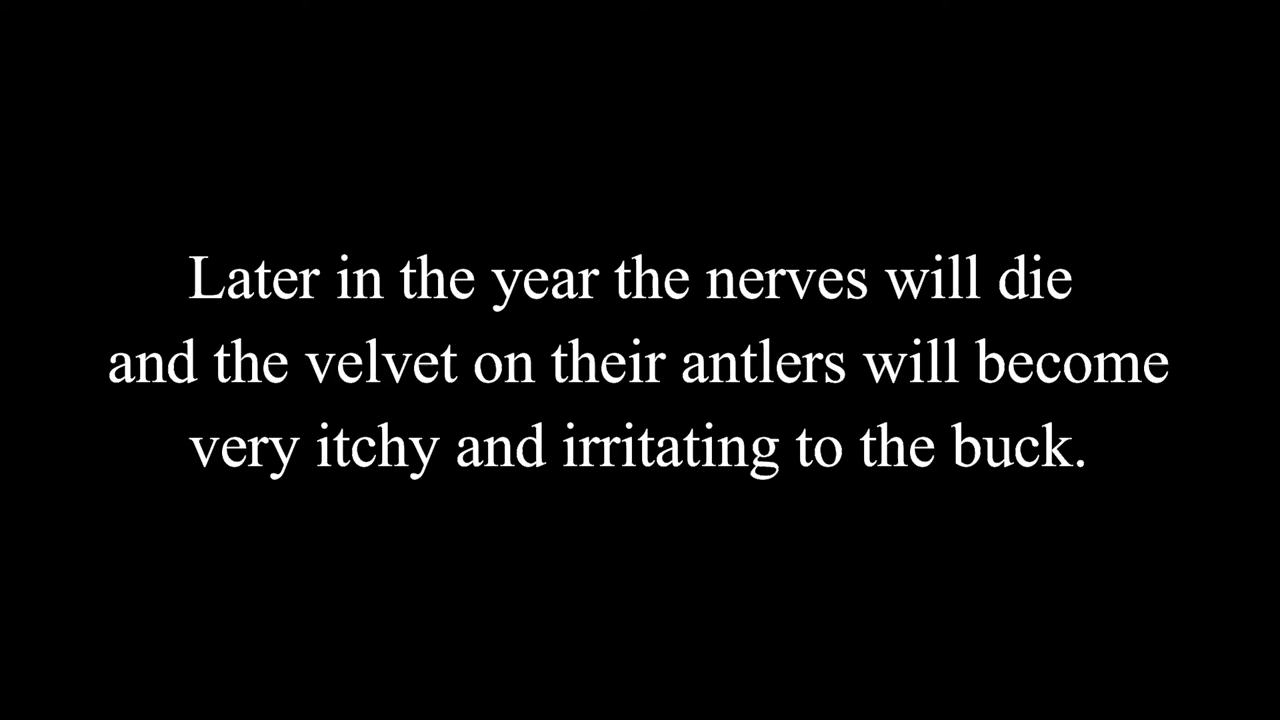 Later in the year the nerves will die
and the velvet on their antlers will become
very itchy and irritating to the buck.